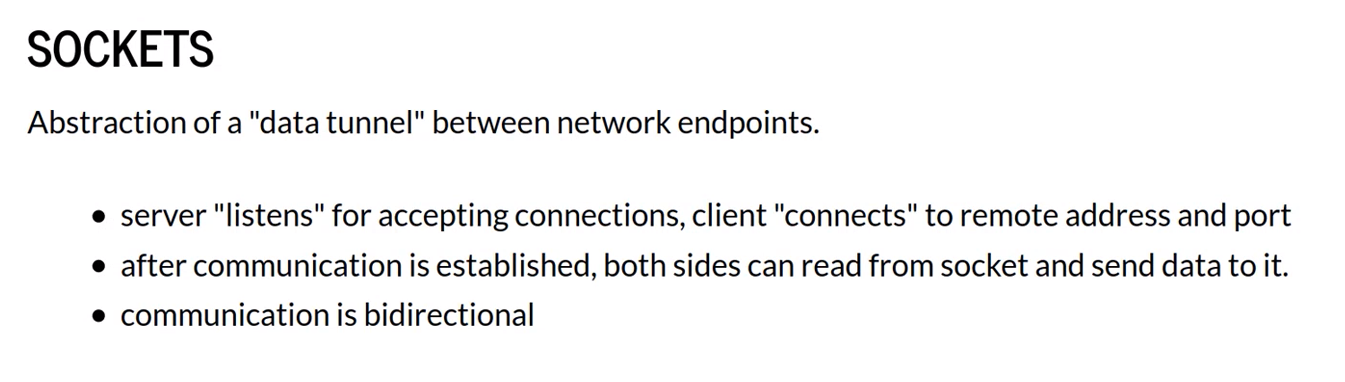 SOCKETS
Abstraction of a "data tunnel" between network endpoints.
• server "listens" for accepting connections, client "connects" to remote address and port
• after communication is established, both sides can read from socket and send data to it.
• communication is bidirectional